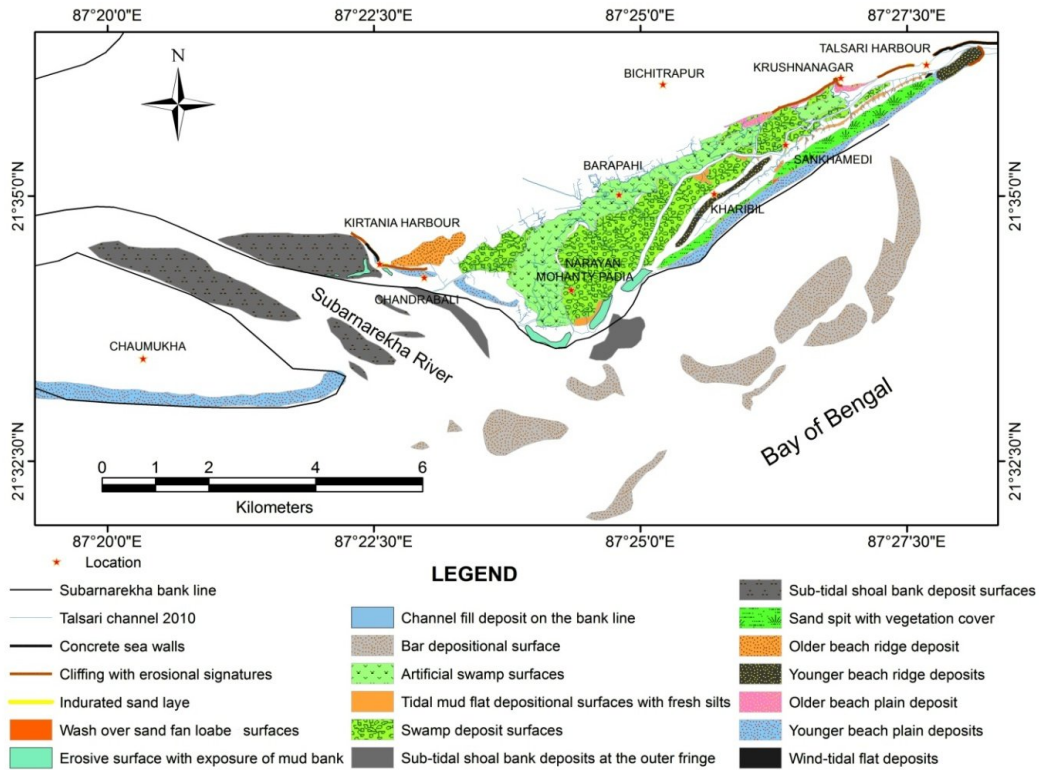 87°20'0"E 87°22'30"E 87°25'0"E 87°27'30"E
N
TALSARI HARBOUR
KRUSHNANAGAR
BICHITRAPUR
SANKHAMEDI
BARAPAHI
21°35'0"N
21°35'0"N
KHARIBIL
KIRTANIA HARBOUR
NARAYAN
MOHANTY PADIA
CHANDRABALI
Subarnarekha River
CHAUMUKHA
Bay of Bengal
21°32'30"N
21°32'30"N
0 1 2 4 6
Kilometers
87°20'0"E 87°22'30"E 87°25'0"E 87°27'30"E
LEGEND
Location
Subarnarekha bank line
Talsari channel 2010
Concrete sea walls
Cliffing with erosional signatures
Indurated sand laye
Wash over sand fan loabe surfaces
Erosive surface with exposure of mud bank
Channel fill deposit on the bank line
Bar depositional surface
Artificial swamp surfaces
Tidal mud flat depositional surfaces with fresh silts
Swamp deposit surfaces
Sub-tidal shoal bank deposits at the outer fringe
Sub-tidal shoal bank deposit surfaces
Sand spit with vegetation cover
Older beach ridge deposit
Younger beach ridge deposits
Older beach plain deposit
Younger beach plain deposits
Wind-tidal flat deposits